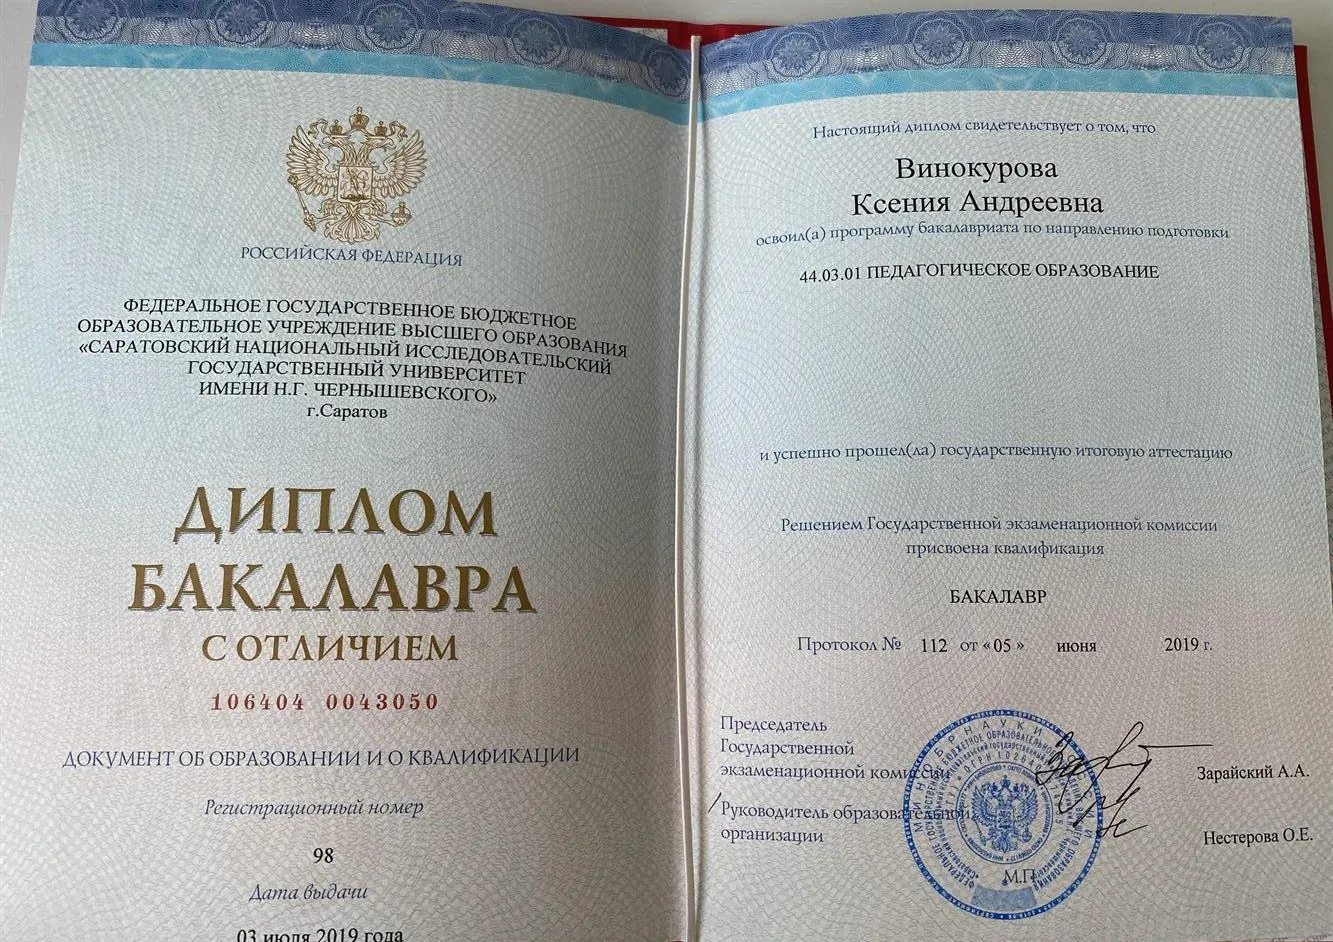 РОССИЙСКАЯ ФЕДЕРАЦИЯ
ФЕДЕРАЛЬНОЕ ГОСУДАРСТВЕННОЕ БЮДЖЕТНОЕ
ОБРАЗОВАТЕЛЬНОЕ УЧРЕЖДЕНИЕ ВЫСШЕГО ОБРАЗОВАНИЯ
«САРАТОВСКИЙ НАЦИОНАЛЬНЫЙ ИССЛЕДОВАТЕЛЬСКИЙ
ГОСУДАРСТВЕННЫЙ УНИВЕРСИТЕТ
ИМЕНИ Н.Г. ЧЕРНЫШЕВСКОГО»
г.Саратов
ДИПЛОМ
БАКАЛАВРА
С ОТЛИЧИЕМ
106404 0043050
ДОКУМЕНТ ОБ ОБРАЗОВАНИИ И О КВАЛИФИКАЦИИ
Регистрационный номер
98
Дата выдачи
03 июля 2019 года
Настоящий диплом свидетельствует о том, что
Винокурова
Ксения Андреевна
освоил(а) программу бакалавриата по направлению подготовки
44.03.01 ПЕДАГОГИЧЕСКОЕ ОБРАЗОВАНИЕ
и успешно прошел(ла) государственную итоговую аттестацию
Решением Государственной экзаменационной комиссии
присвоена квалификация
БАКАЛАВР
Протокол № 112 от «05» июня 2019 г.
Председатель
Государственной
экзаменационной комиссии
Зарайский А.А.
Руководитель образовательной
организации
Нестерова О.Е.
М.П.
МИНОБРНАУКИ РОССИИ